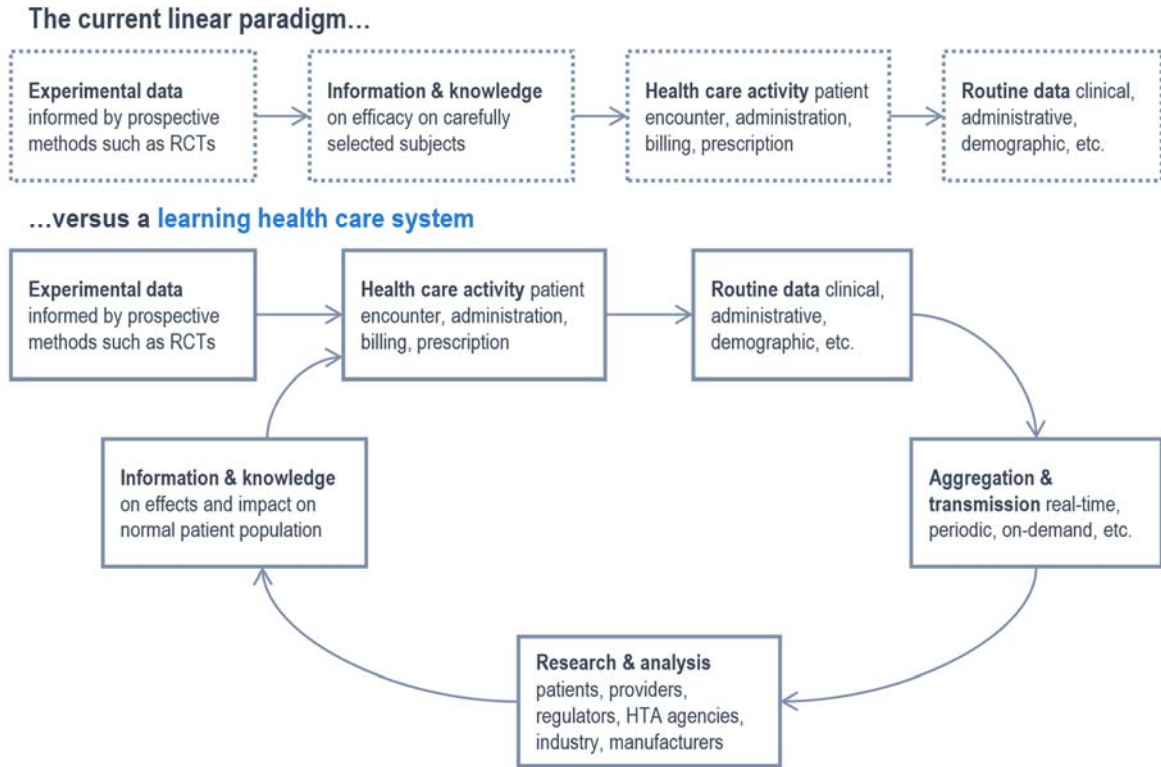 The current linear paradigm…
Experimental data
informed by prospective
methods such as RCTs
Information & knowledge
on efficacy on carefully
selected subjects
Health care activity patient
encounter, administration,
billing, prescription
Routine data clinical,
administrative,
demographic, etc.
…versus a learning health care system
Experimental data
informed by prospective
methods such as RCTs
Health care activity patient
encounter, administration,
billing, prescription
Routine data clinical,
administrative,
demographic, etc.
Information & knowledge
on effects and impact on
normal patient population
Aggregation &
transmission real-time,
periodic, on-demand, etc.
Research & analysis
patients, providers,
regulators, HTA agencies,
industry, manufacturers